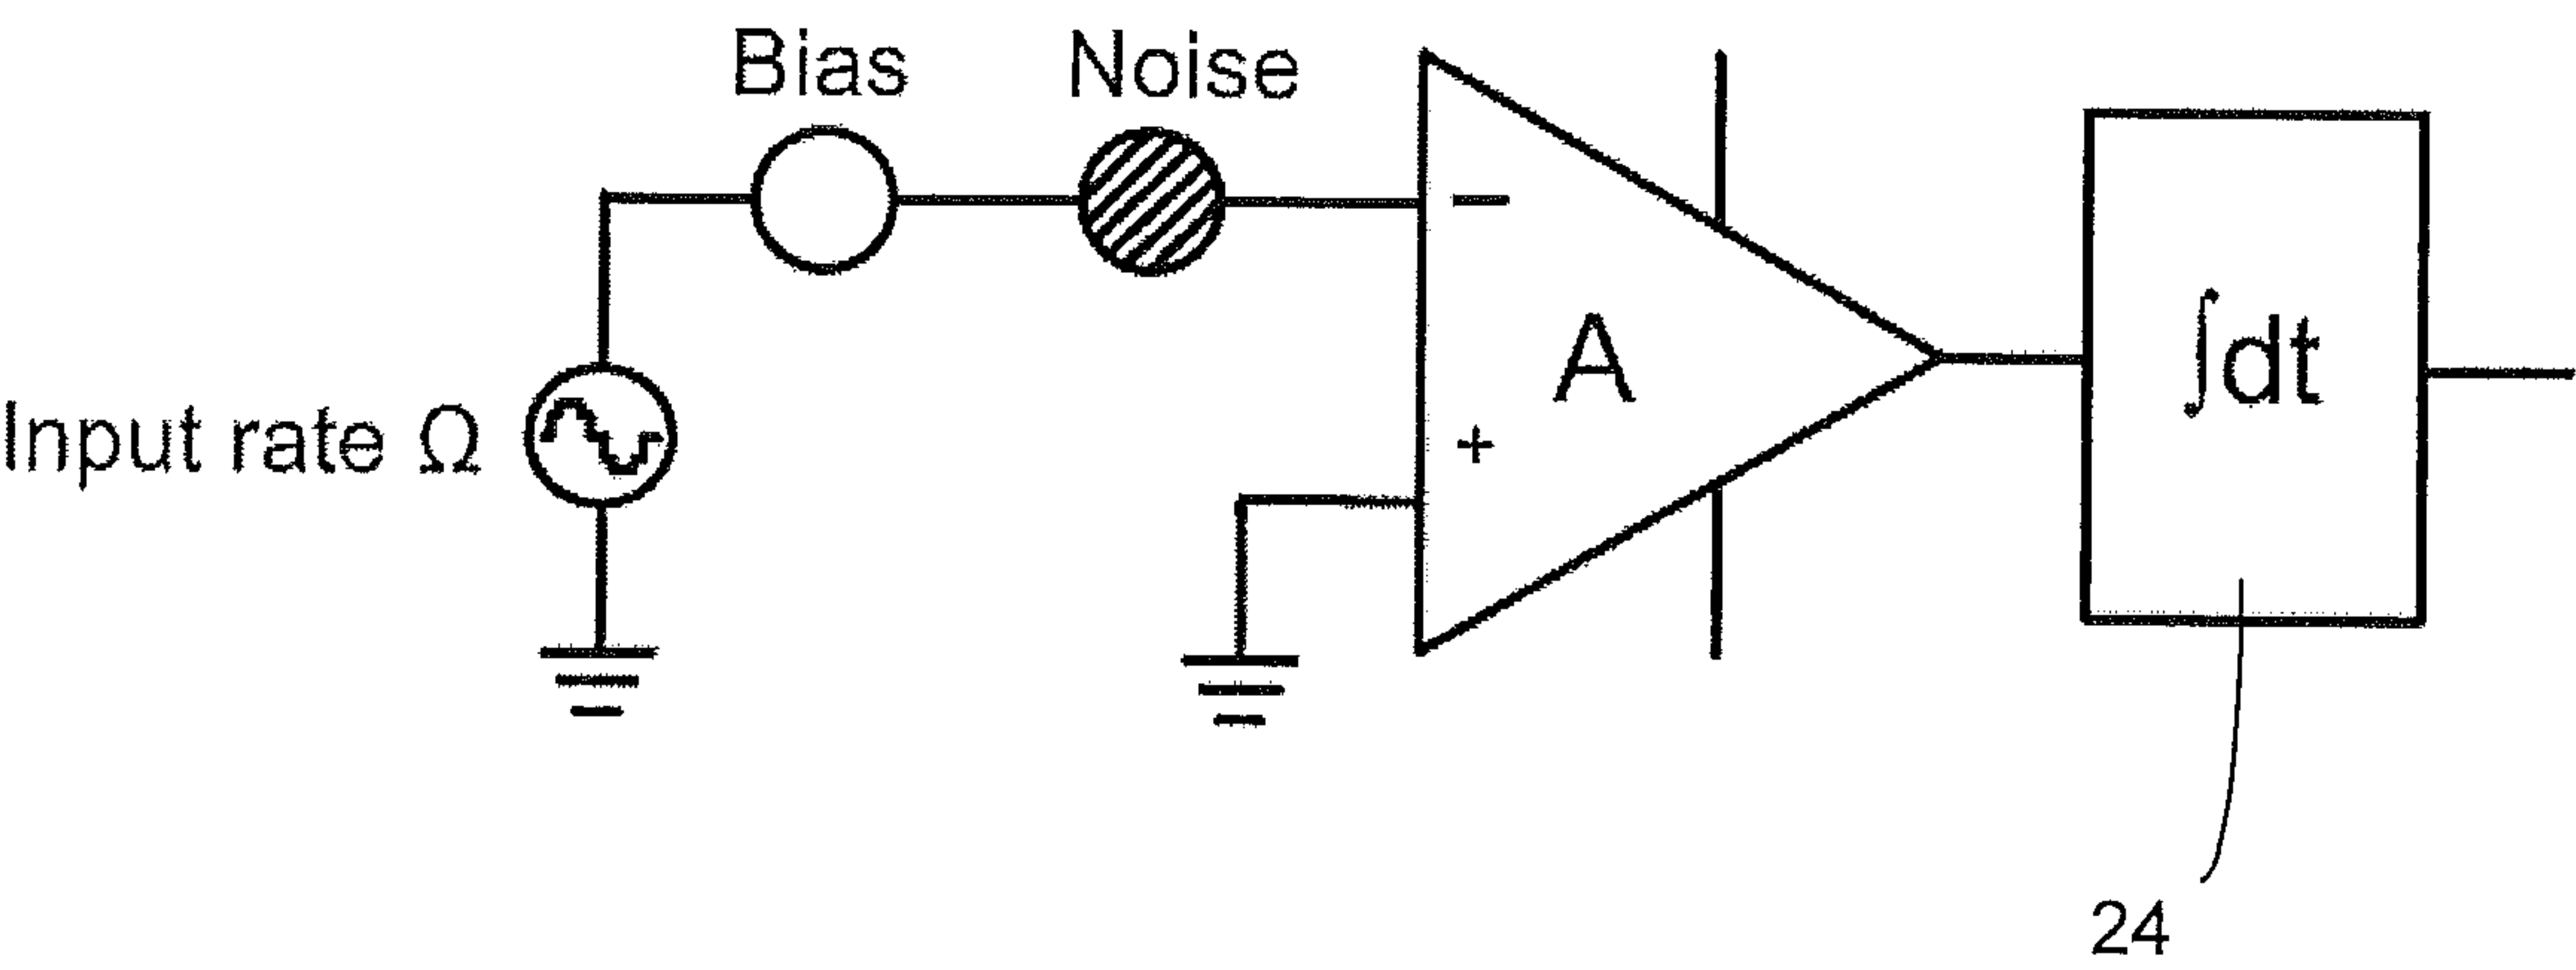 Bias
Noise
Input rate Ω
−
A
+
∫dt
24